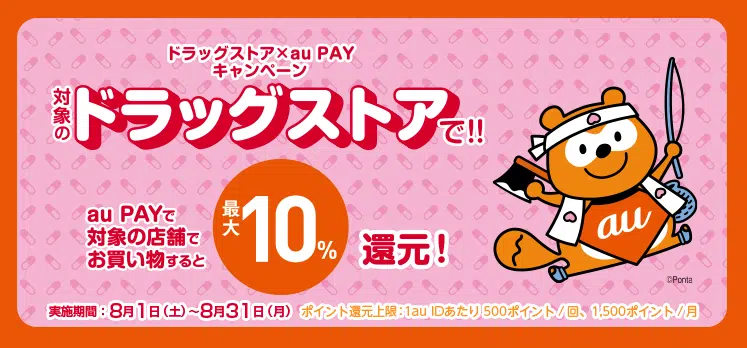 ドラッグストア×au PAY
キャンペーン
対象の
ドラッグストアで!!
au PAYで
対象の店舗で
お買い物すると
最大10%
還元!
au
©Ponta
実施期間：8月1日(土)～8月31日(月) ポイント還元上限：1au IDあたり 500ポイント/回、1,500ポイント/月